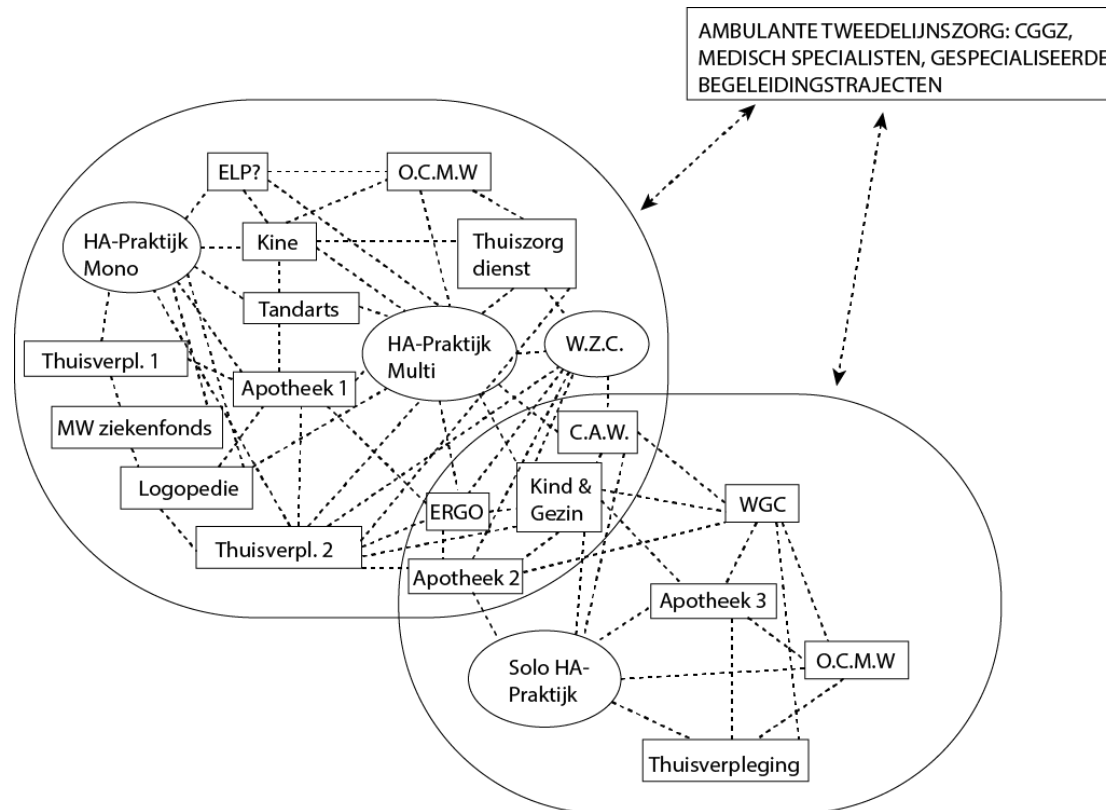 AMBULANTE TWEEDELIJNSZORG: CGGZ,
MEDISCH SPECIALISTEN, GESPECIALISEERDE
BEGELEIDINGSTRAJECTEN
ELP?
O.C.M.W
HA-Praktijk
Mono
Kine
Thuiszorg
dienst
Tandarts
HA-Praktijk
Multi
W.Z.C.
Thuisverpl. 1
Apotheek 1
MW ziekenfonds
C.A.W.
Logopedie
ERGO
Kind &
Gezin
WGC
Thuisverpl. 2
Apotheek 2
Apotheek 3
Solo HA-
Praktijk
O.C.M.W
Thuisverpleging